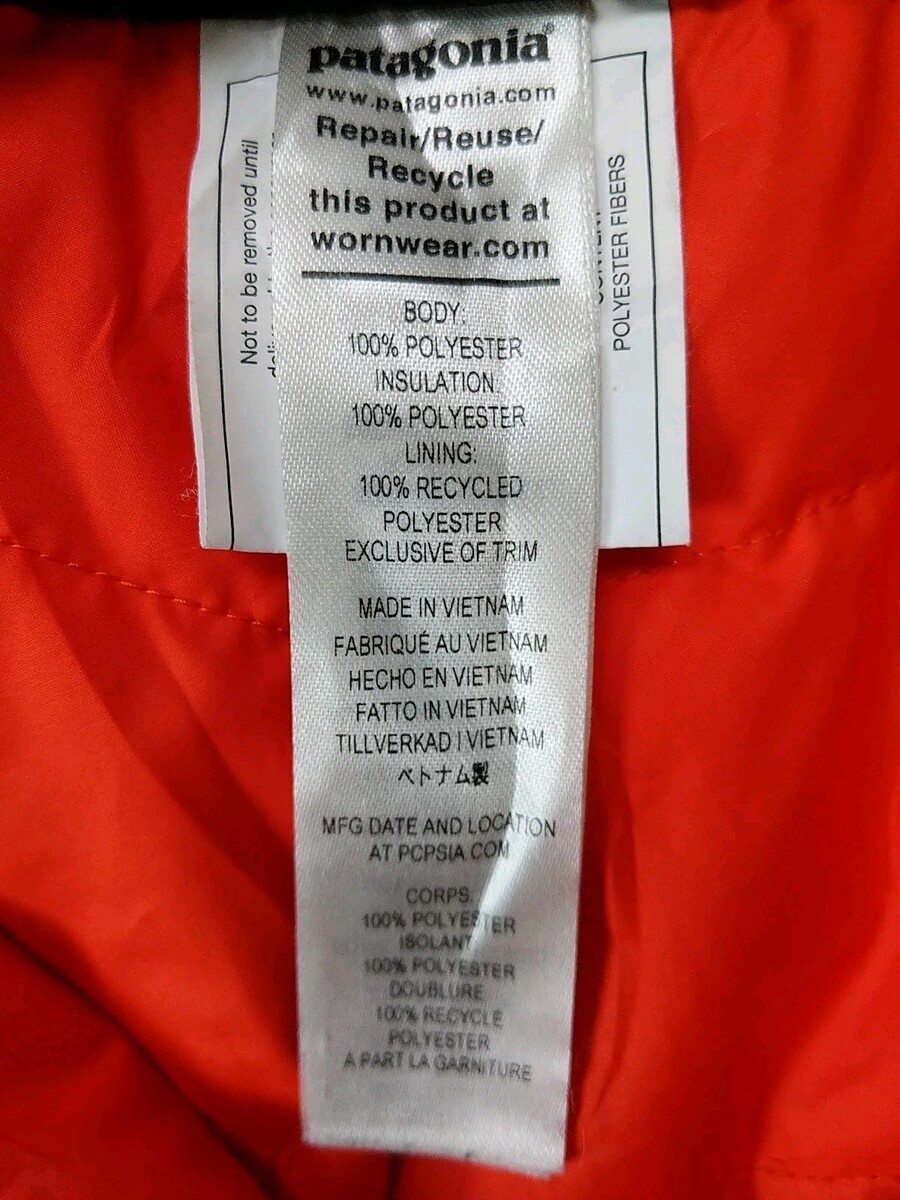 patagonia®
www.patagonia.com
Repair/Reuse/
Recycle
this product at
wornwear.com
BODY:
100% POLYESTER
INSULATION
100% POLYESTER
LINING:
100% RECYCLED
POLYESTER
EXCLUSIVE OF TRIM
MADE IN VIETNAM
FABRIQUÉ AU VIETNAM
HECHO EN VIETNAM
FATTO IN VIETNAM
TILLVERKAD I VIETNAM
ベトナム製
MFG DATE AND LOCATION
AT PCPSIA.COM
CORPS:
100% POLYESTER
ISOLANT
100% POLYESTER
DOUBLURE
100% RECYCLE
POLYESTER
A PART LA GARNITURE
Not to be removed until
POLYESTER FIBERS